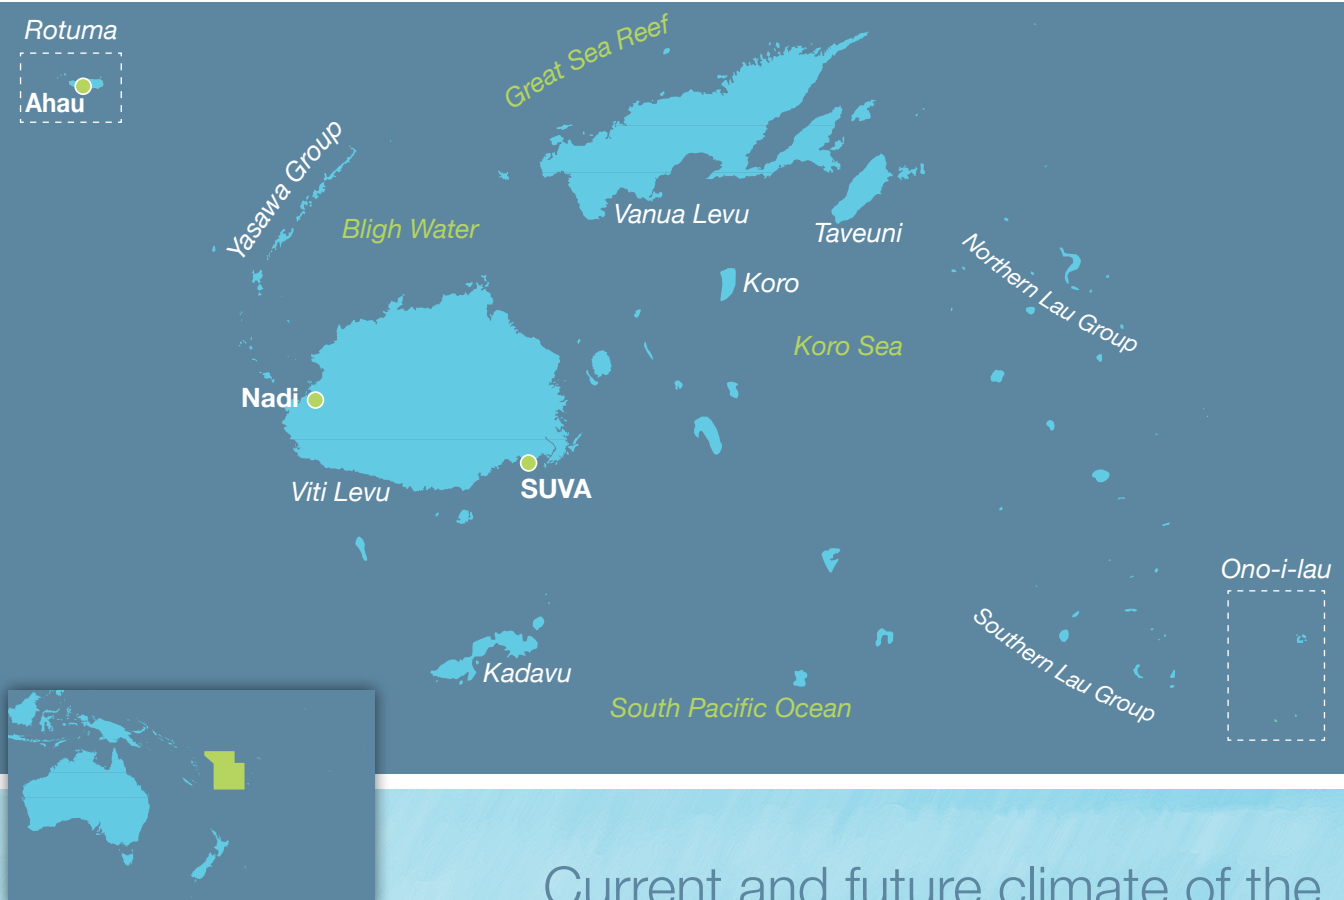 Rotuma
Ahau
Great Sea Reef
Yasawa Group
Bligh Water
Vanua Levu
Taveuni
Northern Lau Group
Koro
Koro Sea
Nadi
Viti Levu
SUVA
Ono-i-lau
Southern Lau Group
Kadavu
South Pacific Ocean
Current and future climate of the